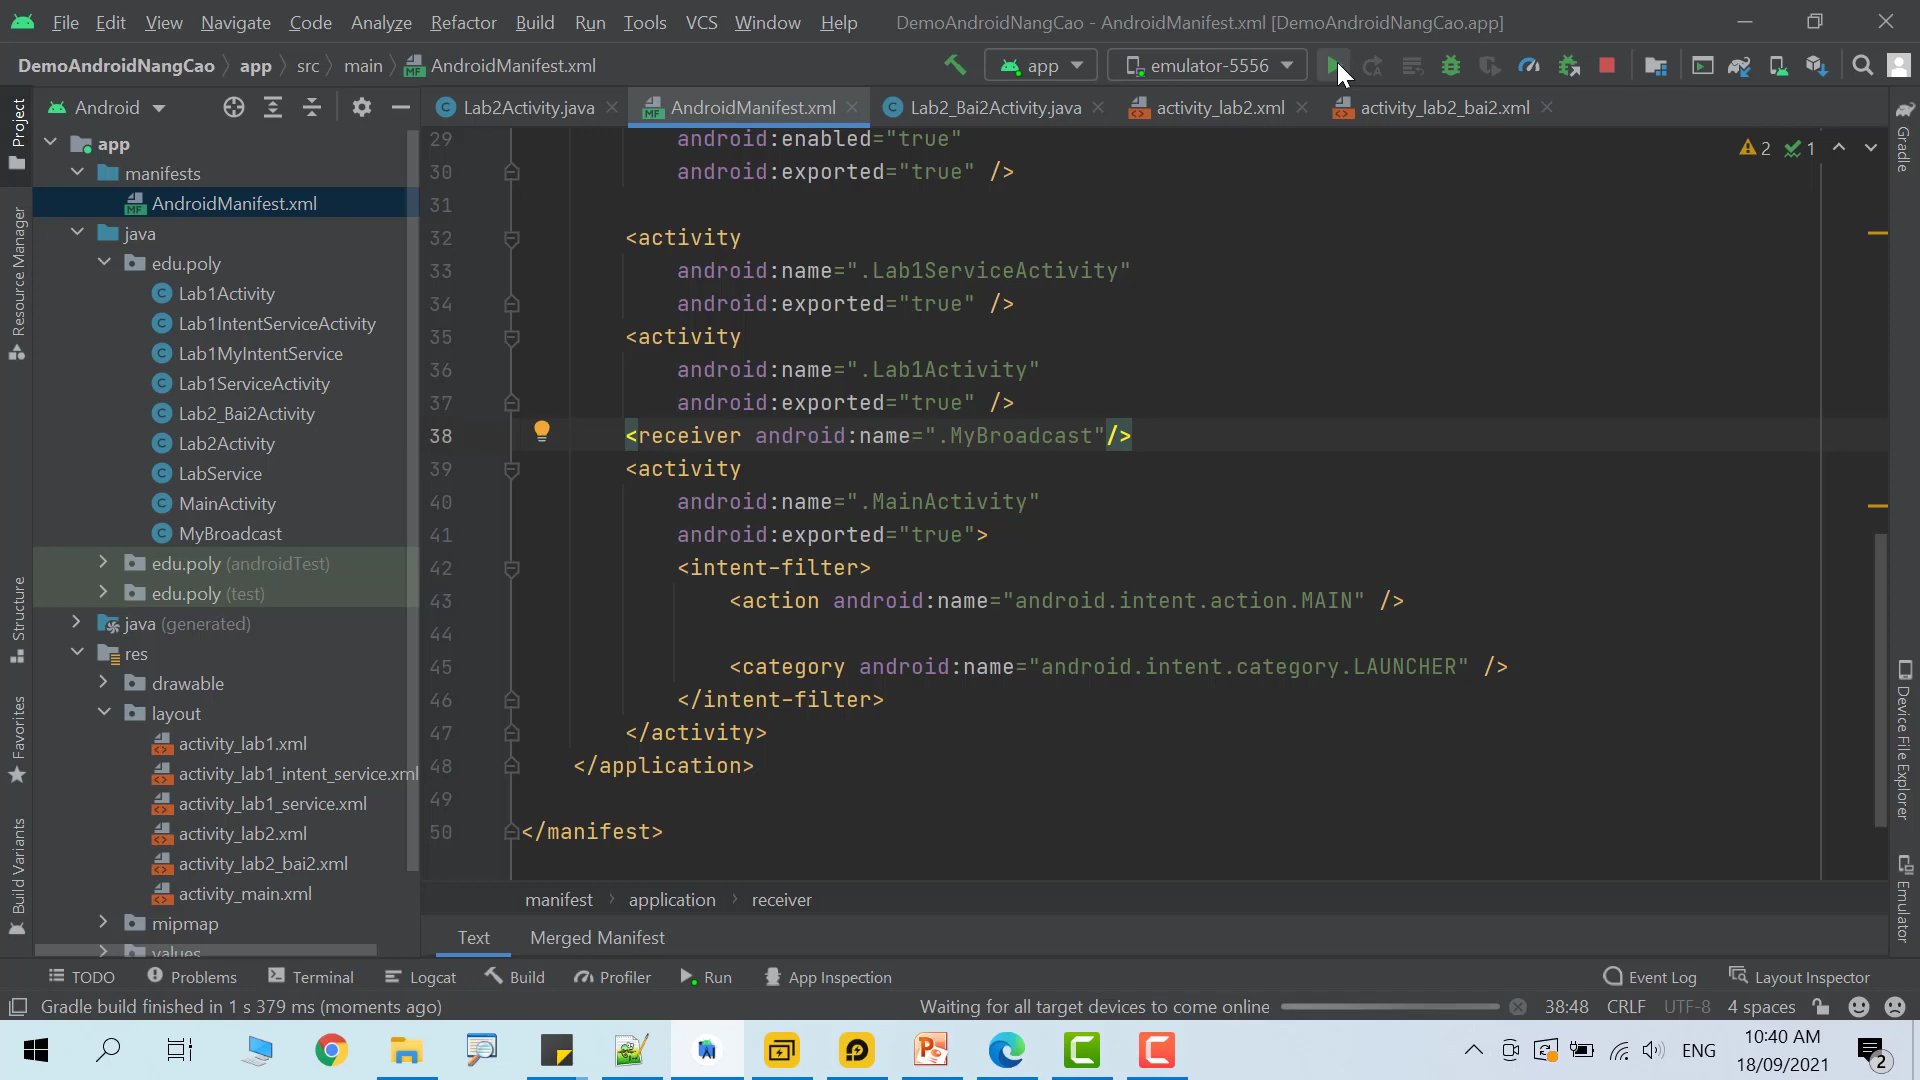 File Edit View Navigate Code Analyze Refactor Build Run Tools VCS Window Help DemoAndroidNangCao - AndroidManifest.xml [DemoAndroidNangCao.app]
DemoAndroidNangCao app src main AndroidManifest.xml app emulator-5556
Android
Lab2Activity.java AndroidManifest.xml Lab2_Bai2Activity.java activity_lab2.xml activity_lab2_bai2.xml
Project
Resource Manager
Structure
Favorites
Build Variants
app
manifests
AndroidManifest.xml
java
edu.poly
Lab1Activity
Lab1IntentServiceActivity
Lab1MyIntentService
Lab1ServiceActivity
Lab2_Bai2Activity
Lab2Activity
LabService
MainActivity
MyBroadcast
edu.poly (androidTest)
edu.poly (test)
java (generated)
res
drawable
layout
activity_lab1.xml
activity_lab1_intent_service.xml
activity_lab1_service.xml
activity_lab2.xml
activity_lab2_bai2.xml
activity_main.xml
mipmap
values
29 android:enabled="true"
30 android:exported="true" />
31
32 <activity
33 android:name=".Lab1ServiceActivity"
34 android:exported="true" />
35 <activity
36 android:name=".Lab1Activity"
37 android:exported="true" />
38 <receiver android:name=".MyBroadcast"/>
39 <activity
40 android:name=".MainActivity"
41 android:exported="true">
42 <intent-filter>
43 <action android:name="android.intent.action.MAIN" />
44
45 <category android:name="android.intent.category.LAUNCHER" />
46 </intent-filter>
47 </activity>
48 </application>
49
50 </manifest>
2 1
Gradle
Device File Explorer
Emulator
manifest application receiver
Text Merged Manifest
TODO Problems Terminal Logcat Build Profiler Run App Inspection Event Log Layout Inspector
Gradle build finished in 1 s 379 ms (moments ago) Waiting for all target devices to come online 38:48 CRLF UTF-8 4 spaces
ENG
10:40 AM
18/09/2021
2